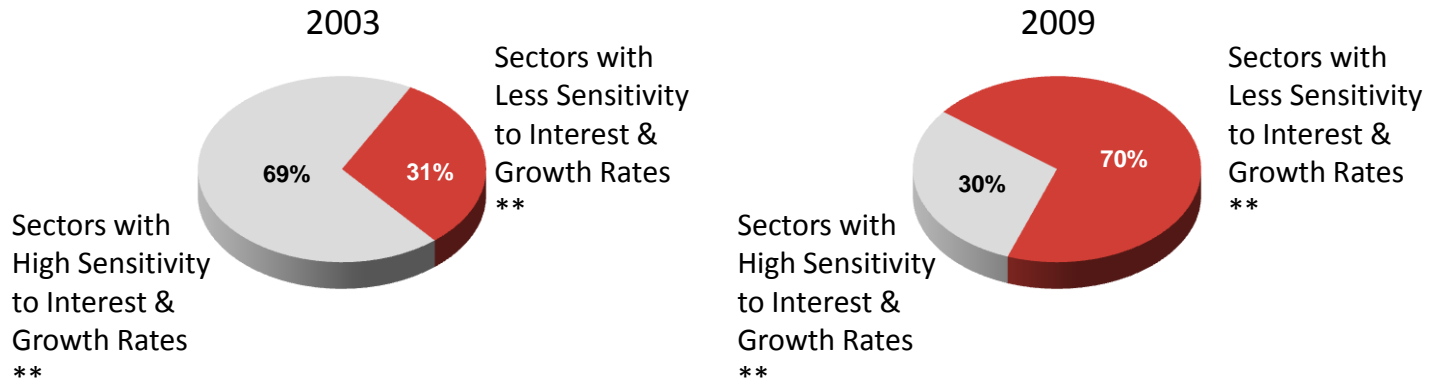 2003
Sectors with
Less Sensitivity
to Interest &
Growth Rates
**
69%
31%
Sectors with
High Sensitivity
to Interest &
Growth Rates
**
2009
Sectors with
Less Sensitivity
to Interest &
Growth Rates
**
70%
30%
Sectors with
High Sensitivity
to Interest &
Growth Rates
**